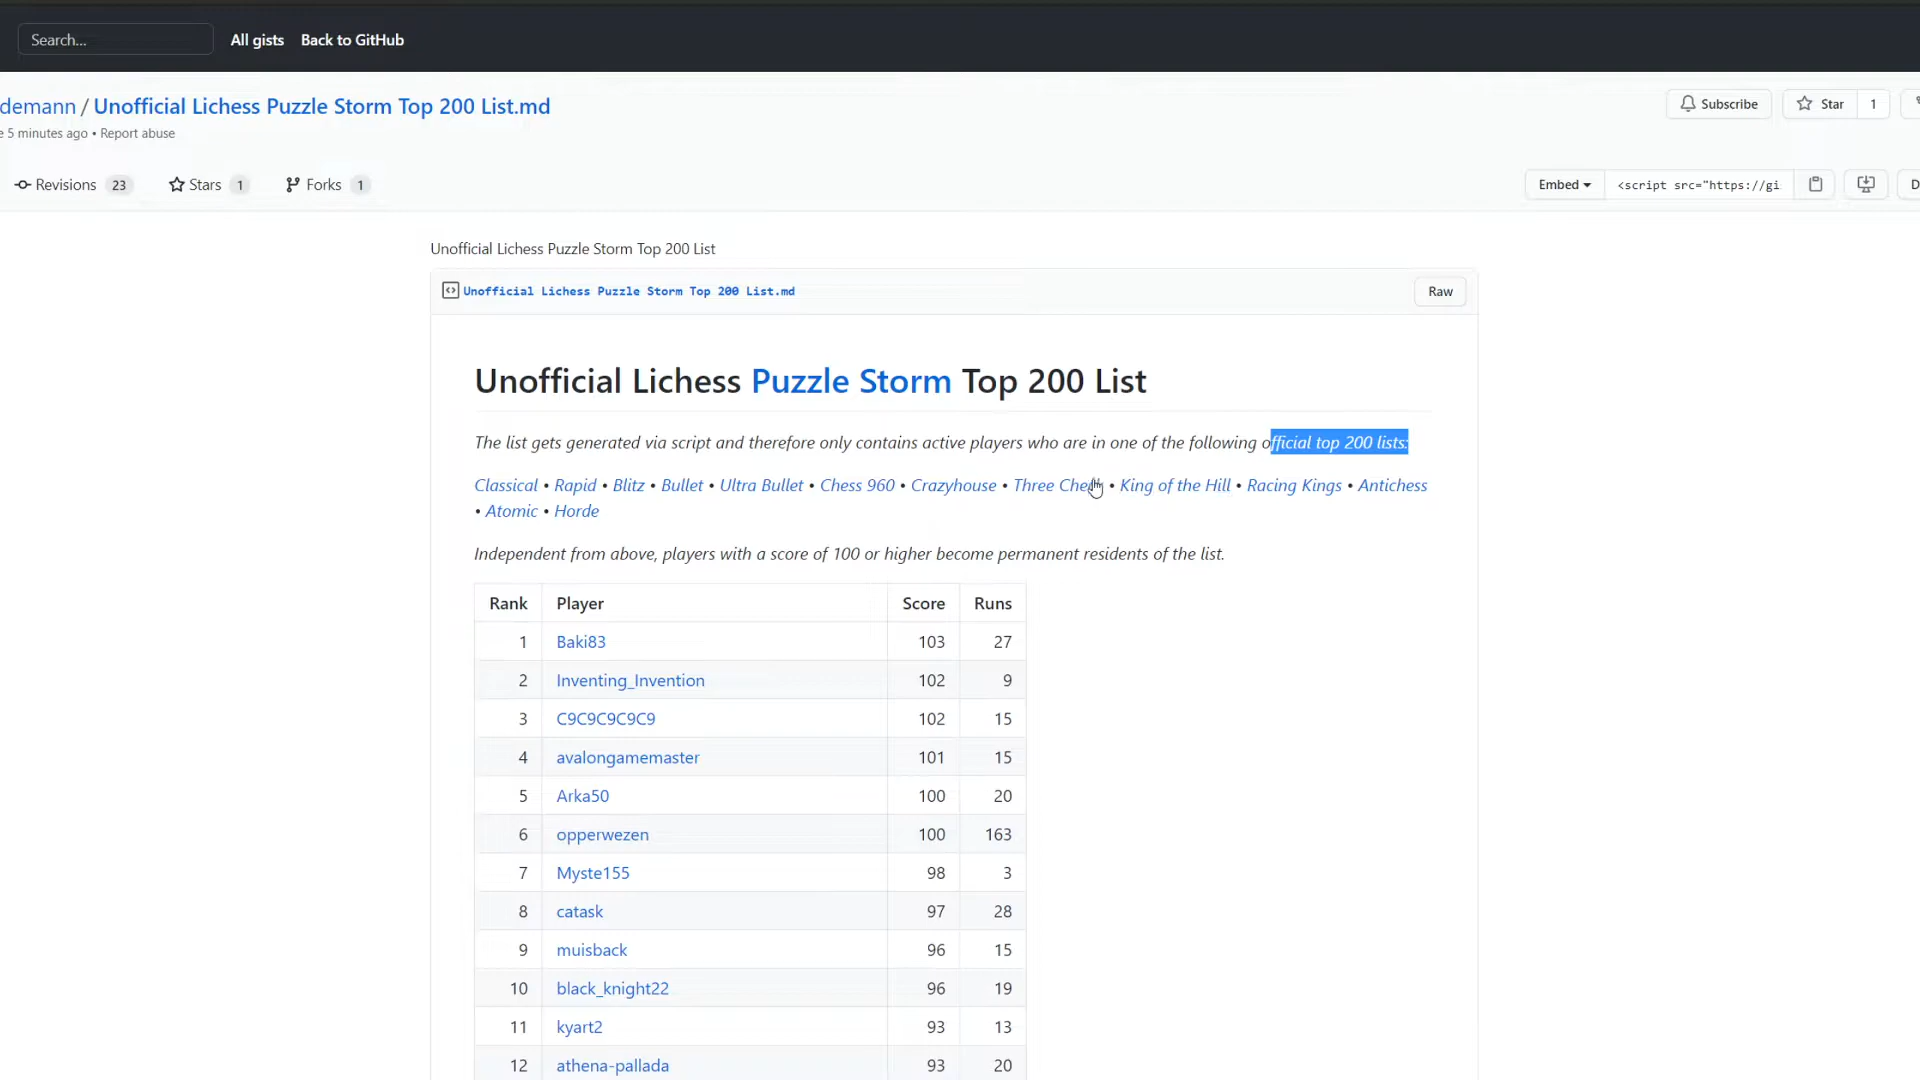 Search... All gists Back to GitHub
demann / Unofficial Lichess Puzzle Storm Top 200 List.md
Subscribe Star 1
e 5 minutes ago • Report abuse
Revisions 23 Stars 1 Forks 1
Embed <script src="https://gi D
Unofficial Lichess Puzzle Storm Top 200 List
Unofficial Lichess Puzzle Storm Top 200 List.md Raw
Unofficial Lichess Puzzle Storm Top 200 List
The list gets generated via script and therefore only contains active players who are in one of the following official top 200 lists:
Classical • Rapid • Blitz • Bullet • Ultra Bullet • Chess 960 • Crazyhouse • Three Check • King of the Hill • Racing Kings • Antichess
• Atomic • Horde
Independent from above, players with a score of 100 or higher become permanent residents of the list.
Rank Player Score Runs
1 Baki83 103 27
2 Inventing_Invention 102 9
3 C9C9C9C9C9 102 15
4 avalongamemaster 101 15
5 Arka50 100 20
6 opperwezen 100 163
7 Myste155 98 3
8 catask 97 28
9 muisback 96 15
10 black_knight22 96 19
11 kyart2 93 13
12 athena-pallada 93 20